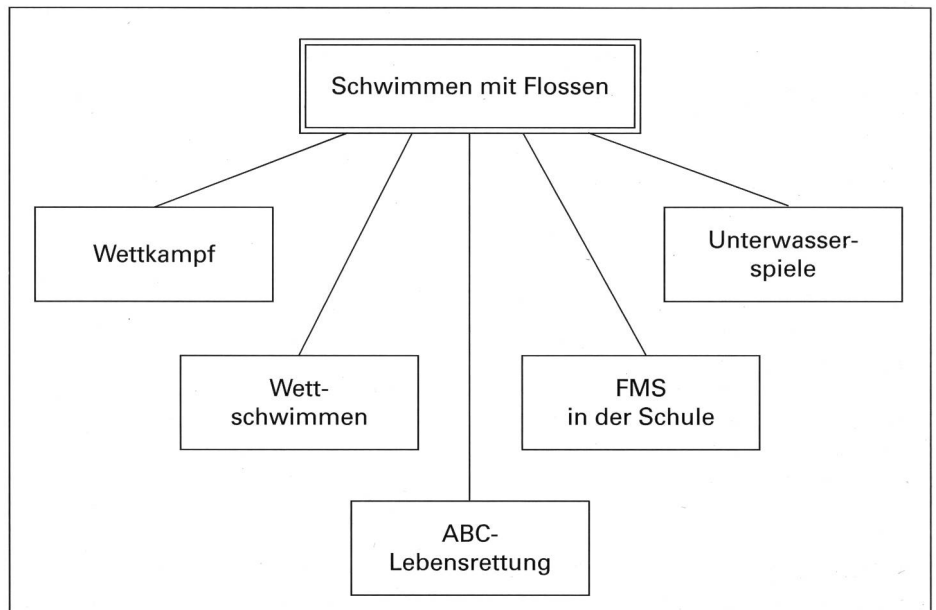 Schwimmen mit Flossen
Wettkampf
Unterwasser-
spiele
Wett-
schwimmen
FMS
in der Schule
ABC-
Lebensrettung